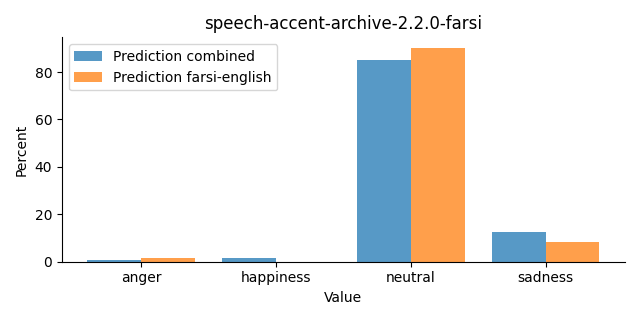 speech-accent-archive-2.2.0-farsi
Prediction combined
Prediction farsi-english
Percent
80
60
40
20
0
anger happiness neutral sadness
Value